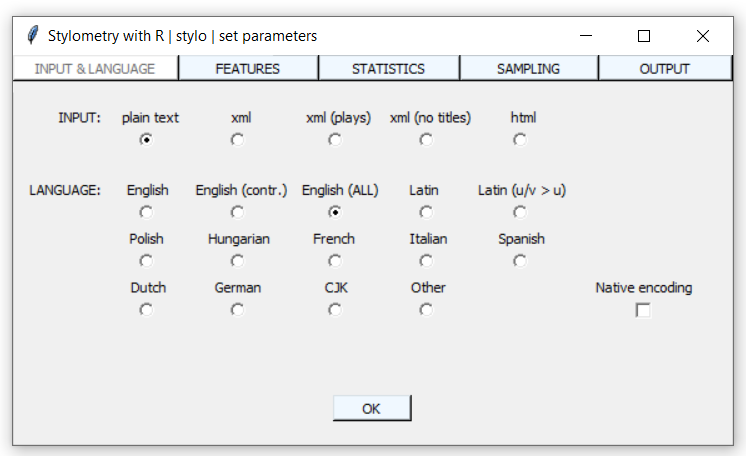 Stylometry with R | stylo | set parameters
INPUT & LANGUAGE FEATURES STATISTICS SAMPLING OUTPUT
INPUT: plain text xml xml (plays) xml (no titles) html
LANGUAGE: English English (contr.) English (ALL) Latin Latin (u/v > u)
Polish Hungarian French Italian Spanish
Dutch German CJK Other Native encoding
OK